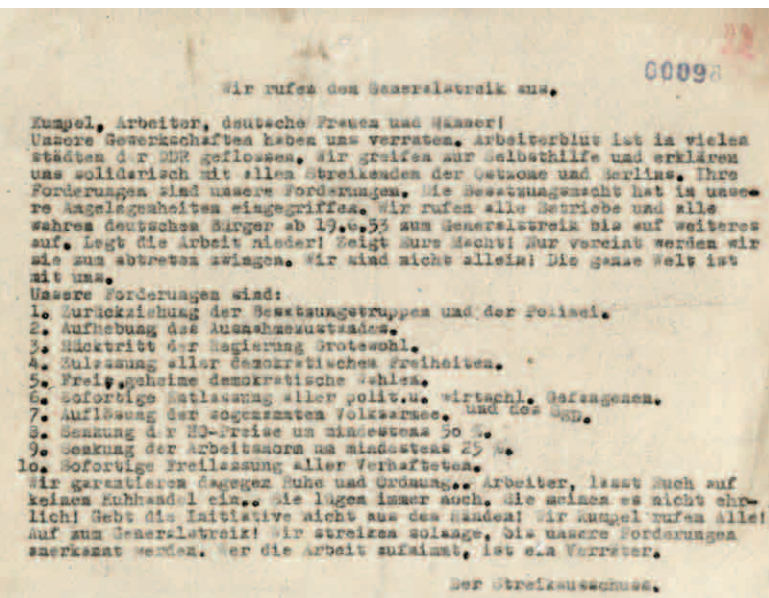 22
00098
Wir rufen den Generalstreik aus.
Kumpel, Arbeiter, deutsche Frauen und Männer!
Unsere Gewerkschaften haben uns verraten. Arbeiterblut ist in vielen
städten der DDR geflossen. Wir greifen zur Selbsthilfe und erklären
uns solidarisch mit allen Streikenden der Ostzone und Berlins. Ihre
Forderungen sind unsere Forderungen. Die Besatzungsmacht hat in unse-
re Angelegenheiten eingegriffen. Wir rufen alle Betriebe und alle
wahren deutschen Bürger ab 19.6.53 zum Generalstreik bis auf weiteres
auf. Legt die Arbeit nieder! Zeigt Eure Macht! Nur vereint werden wir
sie zum abtreten zwingen. Wir sind nicht allein! Die ganze Welt ist
mit uns.
Unsere Forderungen sind:
1. Zurückziehung der Besatzungstruppen und der Polizei.
2. Aufhebung des Ausnahmezustandes.
3. Rücktritt der Regierung Grotewohl.
4. Zulassung aller demokratischen Freiheiten.
5. Freie,geheime demokratische Wahlen.
6. Sofortige Entlassung aller polit.u. wirtschl. Gefangenen.
7. Auflösung der sogenannten Volksarmee. und des SSD.
8. Senkung der HO-Preise um mindestens 50 %.
9. Senkung der Arbeitsnorm um mindestens 25 %.
10. Sofortige Freilassung aller Verhafteten.
Wir garantieren dagegen Ruhe und Ordnung.. Arbeiter, lasst Euch auf
keinen Kuhhandel ein.. Sie lügen immer noch. Sie meinen es nicht ehr-
lich! Gebt die Initiative nicht aus den Händen! Wir Kumpel rufen Alle!
Auf zum Generalstreik! Wir streiken solange, bis unsere Forderungen
anerkannt werden. Wer die Arbeit aufnimmt, ist ein Verräter.
Der Streikausschuss.